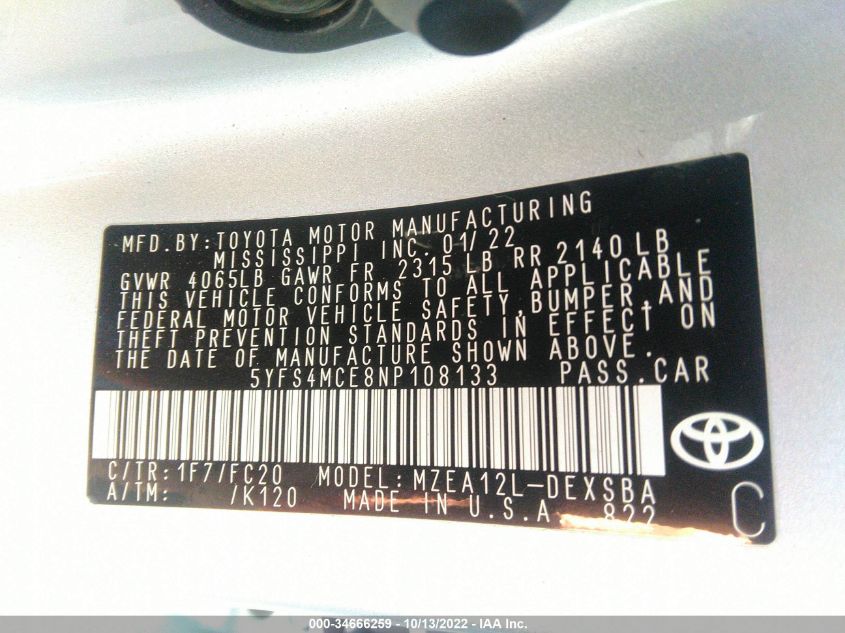 MFD.BY:TOYOTA MOTOR MANUFACTURING
MISSISSIPPI INC. 01/22
GVWR 4065LB GAWR FR 2315 LB RR 2140 LB
THIS VEHICLE CONFORMS TO ALL APPLICABLE
FEDERAL MOTOR VEHICLE SAFETY,BUMPER,AND
THEFT PREVENTION STANDARDS IN EFFECT ON
THE DATE OF MANUFACTURE SHOWN ABOVE.
5YFS4MCE8NP108133 PASS.CAR
C/TR:1F7/FC20 MODEL:MZEA12L-DEXSBA
A/TM: /K120 MADE IN U.S.A. 822
C
000-34666259 - 10/13/2022 - IAA Inc.